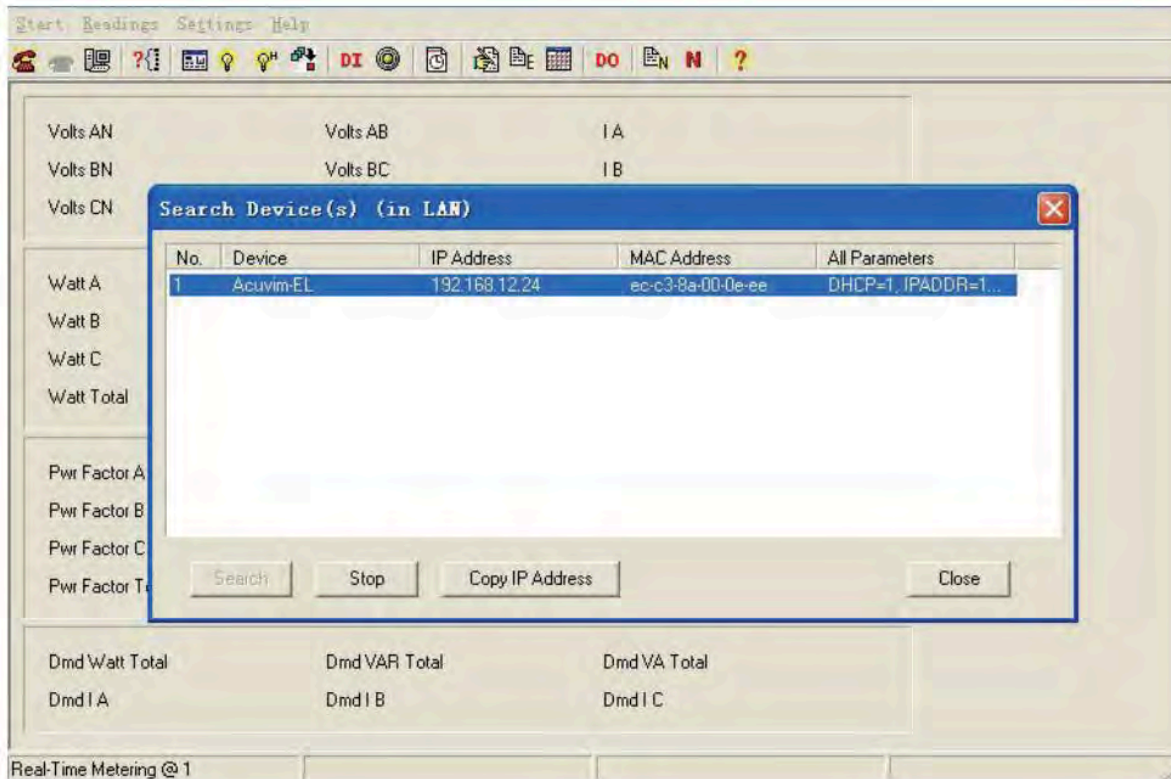 Start Readings Settings Help
?{ DI E DO N N ?
Volts AN Volts AB I A
Volts BN Volts BC I B
Volts CN
Search Device(s) (in LAN)
No. Device IP Address MAC Address All Parameters
1 Acuvim-EL 192.168.12.24 ec-c3-8a-00-0e-ee DHCP=1, IPADDR=1...
Watt A
Watt B
Watt C
Watt Total
Pwr Factor A
Pwr Factor B
Pwr Factor C
Pwr Factor
Search Stop Copy IP Address Close
Dmd Watt Total Dmd VAR Total Dmd VA Total
Dmd I A Dmd I B Dmd I C
Real-Time Metering @ 1